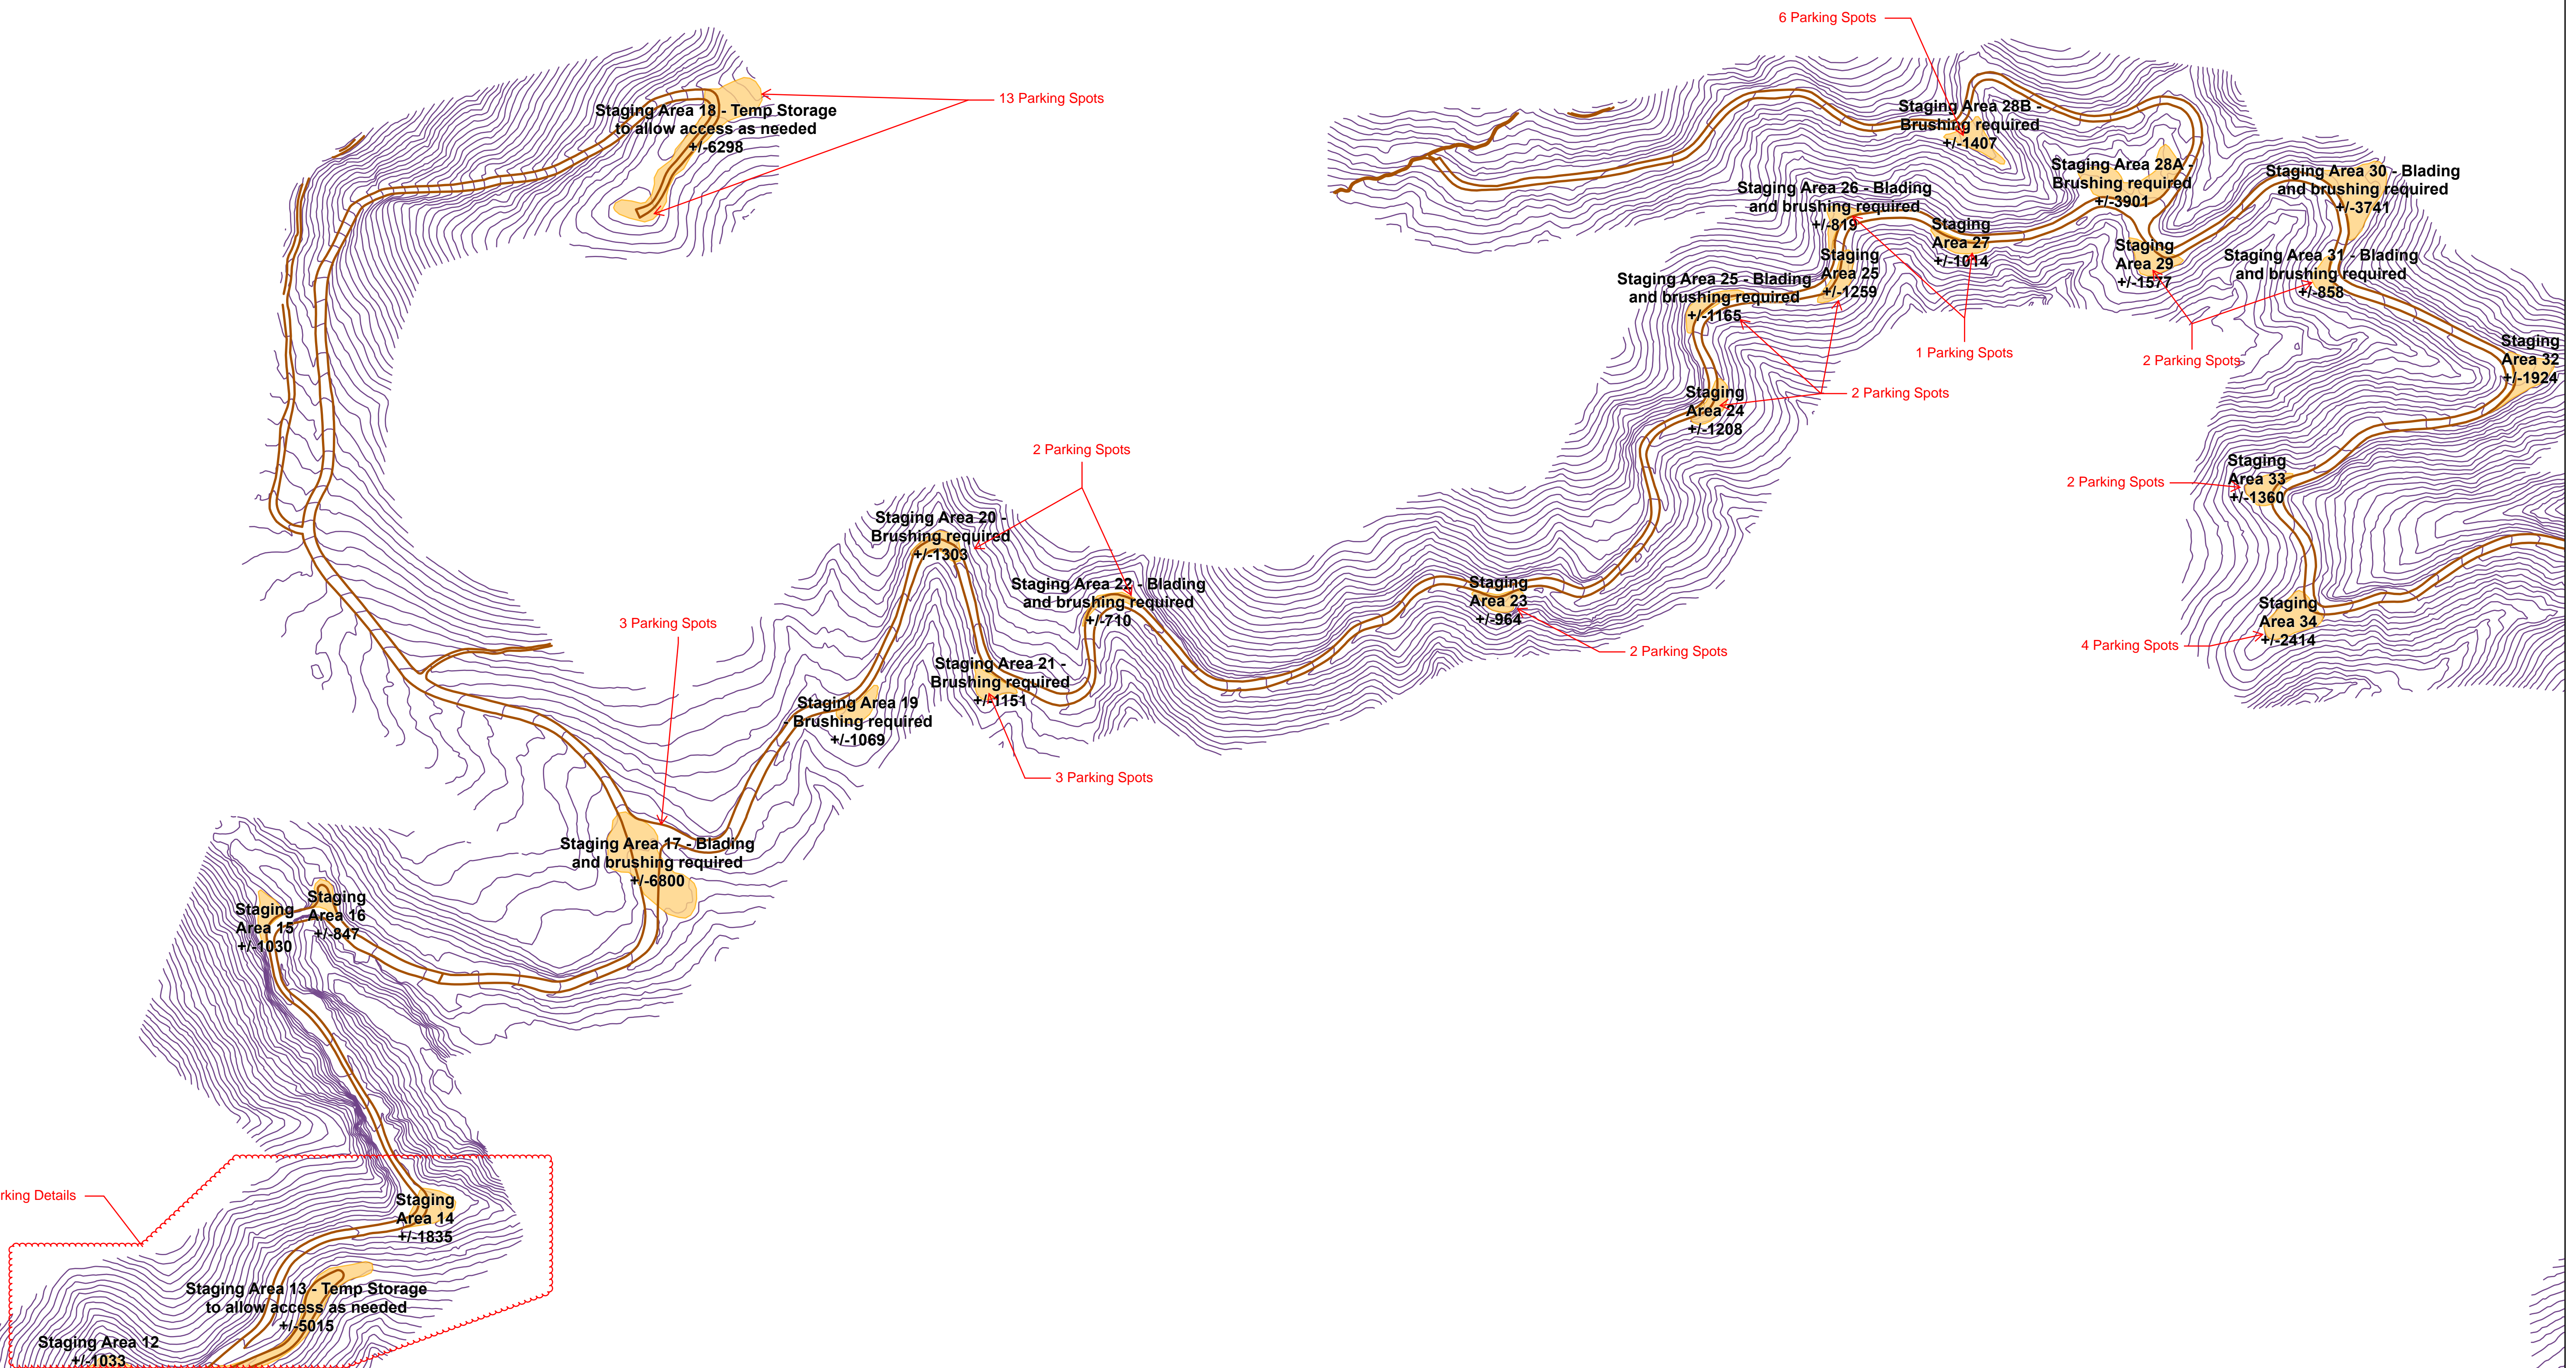 6 Parking Spots
13 Parking Spots
Staging Area 18 - Temp Storage
to allow access as needed
+/-6298
Staging Area 28B -
Brushing required
+/-1407
Staging Area 28A -
Brushing required
+/-3901
Staging Area 30 - Blading
and brushing required
+/-3741
Staging Area 26 - Blading
and brushing required
+/-819
Staging
Area 27
+/-1014
Staging
Area 29
+/-1577
Staging Area 31 - Blading
and brushing required
+/-858
Staging
Area 25
+/-1259
Staging Area 25 - Blading
and brushing required
+/-1165
1 Parking Spots
2 Parking Spots
Staging
Area 32
+/-1924
Staging
Area 24
+/-1208
2 Parking Spots
2 Parking Spots
Staging
Area 33
+/-1360
2 Parking Spots
Staging Area 20 -
Brushing required
+/-1303
Staging Area 22 - Blading
and brushing required
+/-710
Staging
Area 23
+/-964
2 Parking Spots
Staging
Area 34
+/-2414
4 Parking Spots
3 Parking Spots
Staging Area 21 -
Brushing required
+/-1151
Staging Area 19
- Brushing required
+/-1069
3 Parking Spots
Staging Area 17 - Blading
and brushing required
+/-6800
Staging
Area 16
+/-847
Staging
Area 15
+/-1030
rking Details
Staging
Area 14
+/-1835
Staging Area 13 - Temp Storage
to allow access as needed
+/-5015
Staging Area 12
+/-1033